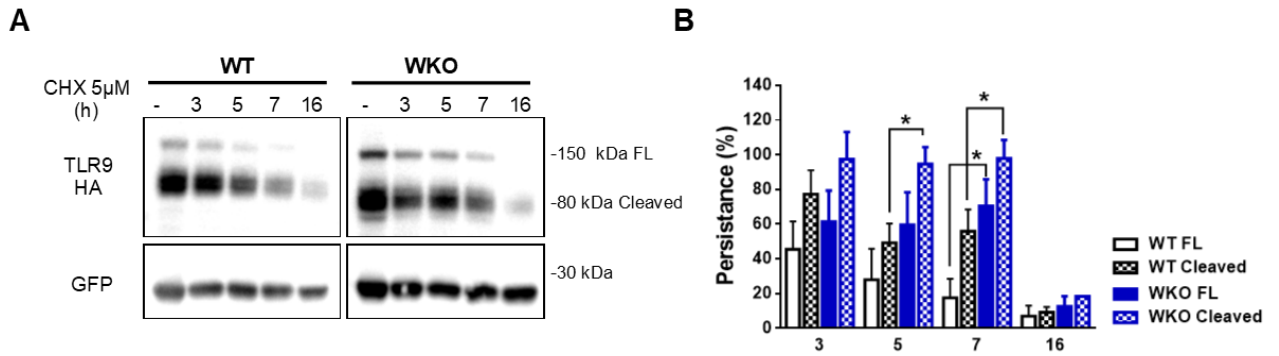 A
WT WKO
CHX 5µM
(h)
- 3 5 7 16 - 3 5 7 16
TLR9
HA
-150 kDa FL
-80 kDa Cleaved
GFP
-30 kDa
B
Persistance (%)
140
120
100
80
60
40
20
0
* * *
3 5 7 16
WT FL
WT Cleaved
WKO FL
WKO Cleaved